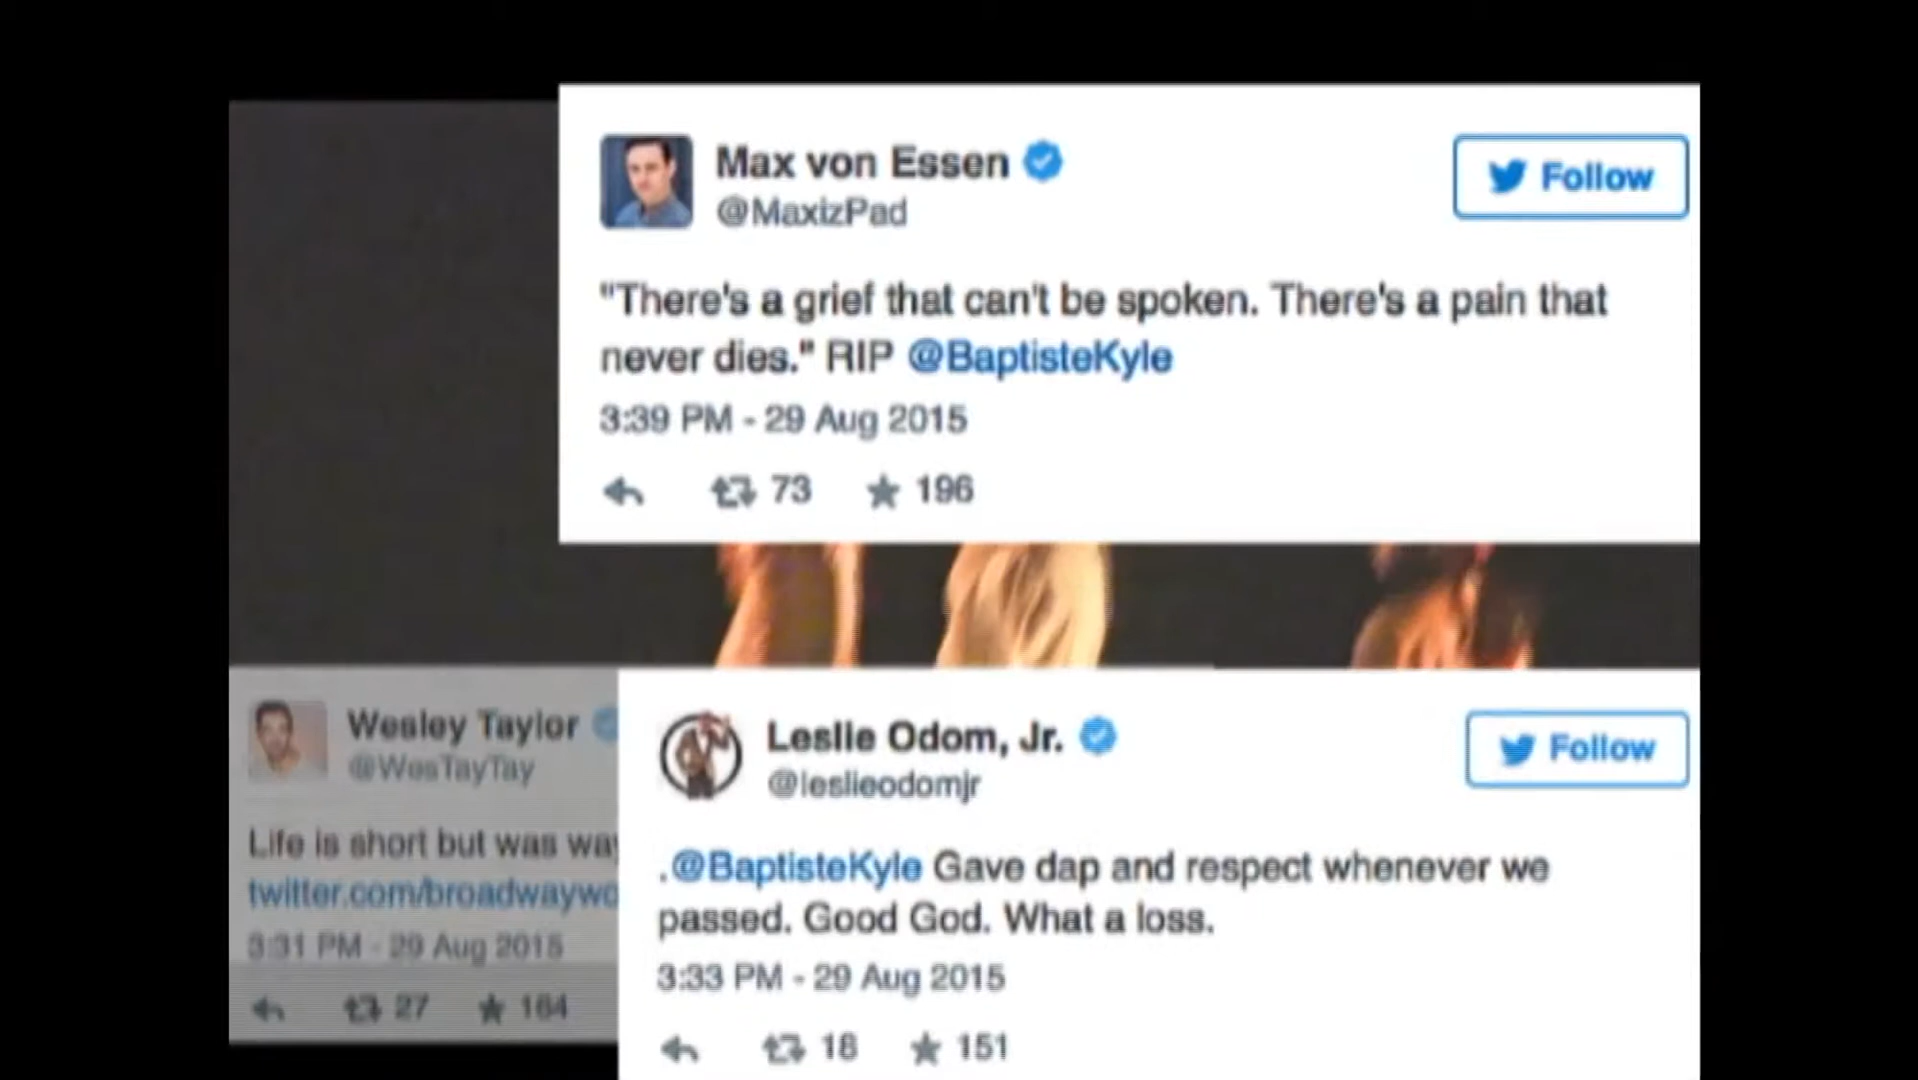 Max von Essen
@MaxizPad
Follow
"There's a grief that can't be spoken. There's a pain that
never dies." RIP @BaptisteKyle
3:39 PM - 29 Aug 2015
73 196
Wesley Taylor
@WesTayTay
Life is short but was
twitter.com/broadwaywo
3:31 PM - 29 Aug 2015
27 164
Leslie Odom, Jr.
@leslieodomjr
Follow
.@BaptisteKyle Gave dap and respect whenever we
passed. Good God. What a loss.
3:33 PM - 29 Aug 2015
18 151